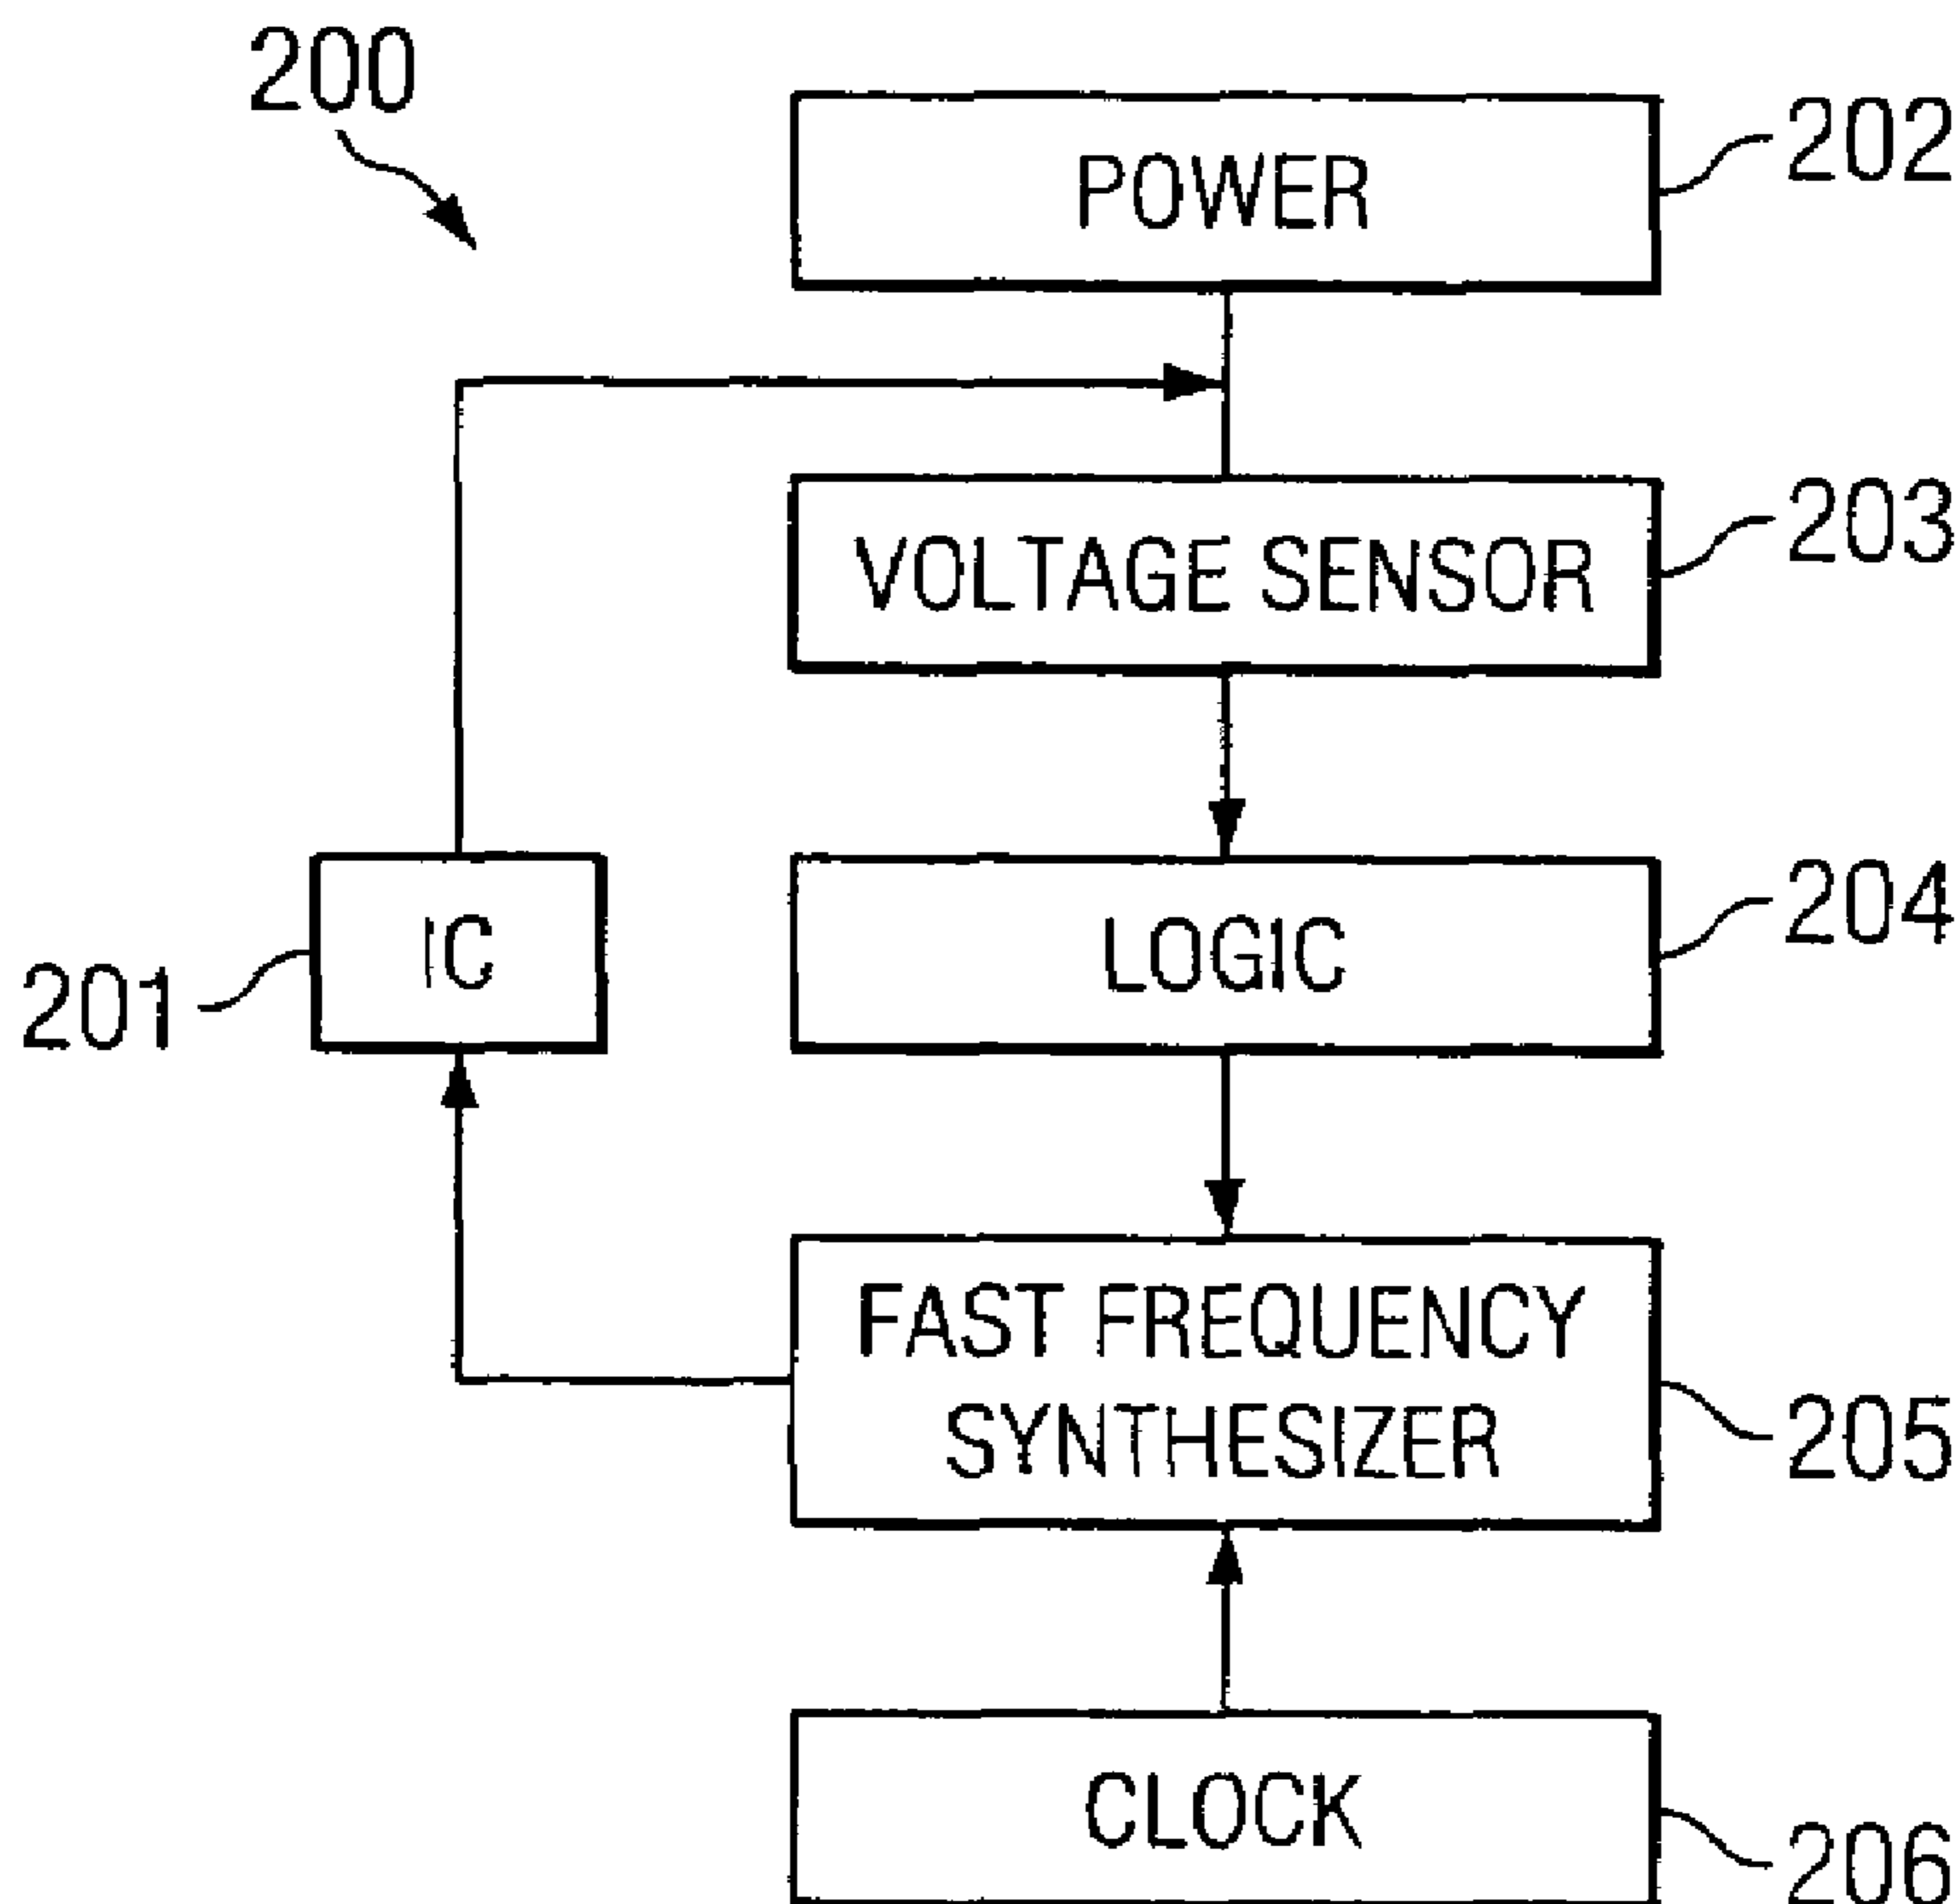 200
POWER
202
VOLTAGE SENSOR
203
IC
201
LOGIC
204
FAST FREQUENCY
SYNTHESIZER
205
CLOCK
206